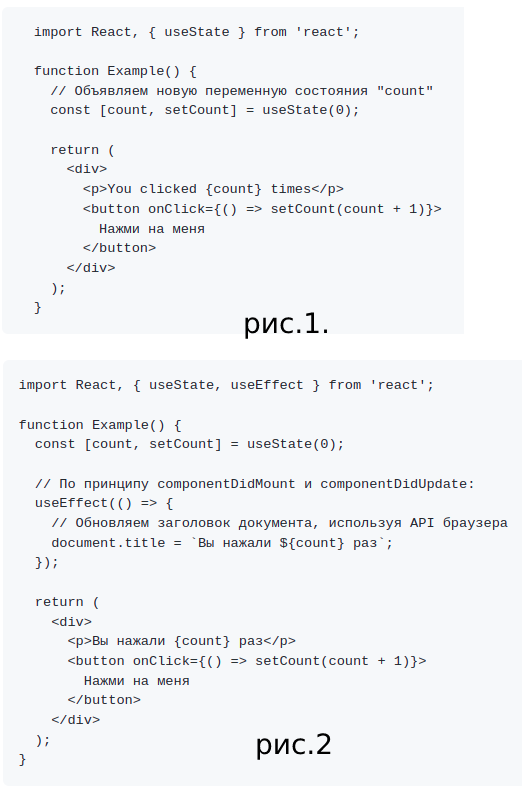 import React, { useState } from 'react';

function Example() {
  // Объявляем новую переменную состояния "count"
  const [count, setCount] = useState(0);

  return (
    <div>
      <p>You clicked {count} times</p>
      <button onClick={() => setCount(count + 1)}>
        Нажми на меня
      </button>
    </div>
  );
}
рис.1.
import React, { useState, useEffect } from 'react';

function Example() {
  const [count, setCount] = useState(0);

  // По принципу componentDidMount и componentDidUpdate:
  useEffect(() => {
    // Обновляем заголовок документа, используя API браузера
    document.title = `Вы нажали ${count} раз`;
  });

  return (
    <div>
      <p>Вы нажали {count} раз</p>
      <button onClick={() => setCount(count + 1)}>
        Нажми на меня
      </button>
    </div>
  );
}
рис.2